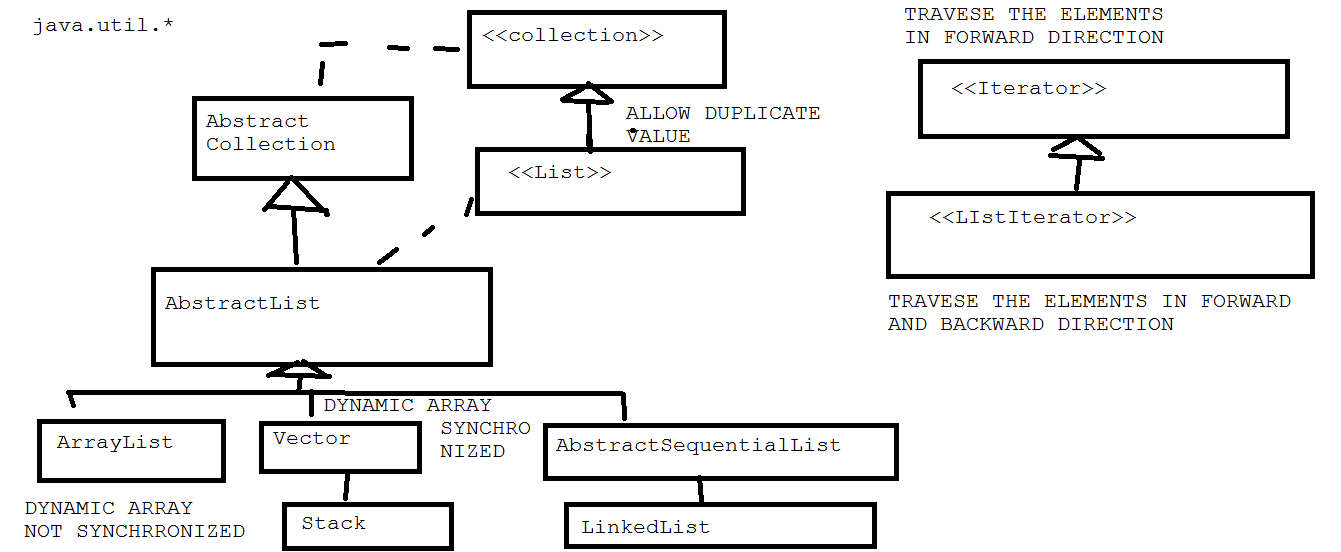 java.util.*
<<collection>>
Abstract
Collection
ALLOW DUPLICATE
VALUE
<<List>>
AbstractList
ArrayList
DYNAMIC ARRAY
NOT SYNCHRRONIZED
Vector
DYNAMIC ARRAY
SYNCHRO
NIZED
Stack
AbstractSequentialList
LinkedList
TRAVESE THE ELEMENTS
IN FORWARD DIRECTION
<<Iterator>>
<<LIstIterator>>
TRAVESE THE ELEMENTS IN FORWARD
AND BACKWARD DIRECTION